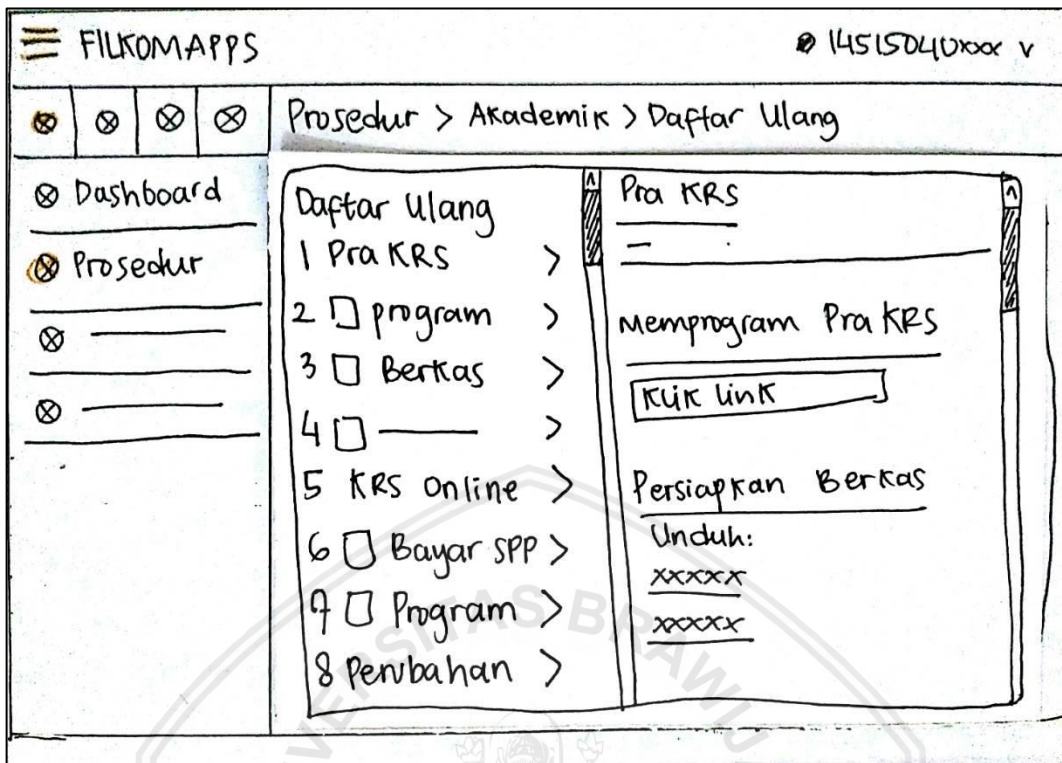 FILKOMAPPS
14515040xxxx v
Prosedur > Akademik > Daftar Ulang
Dashboard
Prosedur
Daftar Ulang
1 Pra KRS >
2 program >
3 Berkas >
4 >
5 KRS Online >
6 Bayar SPP >
7 Program >
8 Perubahan >
Pra KRS
Memprogram Pra KRS
Klik link
Persiapkan Berkas
Unduh:
xxxxx
xxxxx